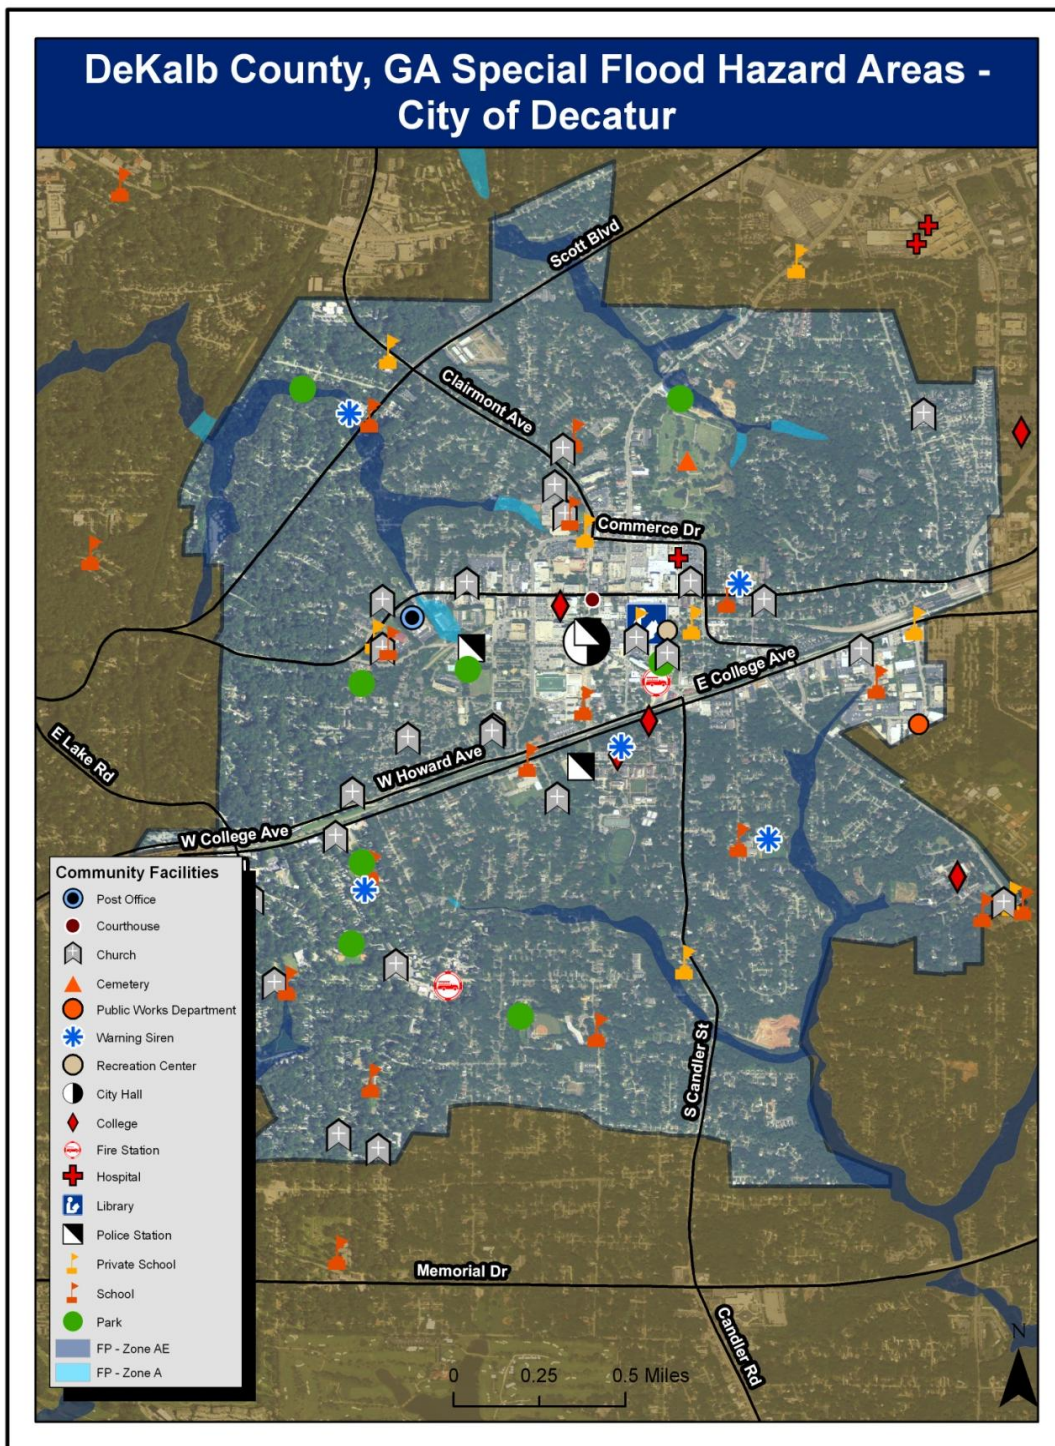 DeKalb County, GA Special Flood Hazard Areas -
City of Decatur
Scott Blvd
Clairmont Ave
Commerce Dr
E College Ave
E Lake Rd
W Howard Ave
W College Ave
S Candler St
Memorial Dr
Candler Rd
Community Facilities
Post Office
Courthouse
Church
Cemetery
Public Works Department
Warning Siren
Recreation Center
City Hall
College
Fire Station
Hospital
Library
Police Station
Private School
School
Park
FP - Zone AE
FP - Zone A
0 0.25 0.5 Miles
N